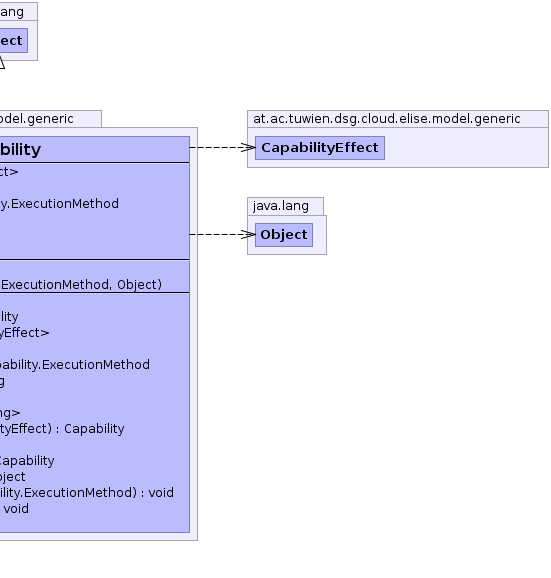 ang
ect
odel.generic
bility
ct>
y.ExecutionMethod
ExecutionMethod, Object)
lity
yEffect>
pability.ExecutionMethod
g
ng>
tyEffect) : Capability
Capability
bject
ility.ExecutionMethod) : void
void
at.ac.tuwien.dsg.cloud.elise.model.generic
CapabilityEffect
java.lang
Object